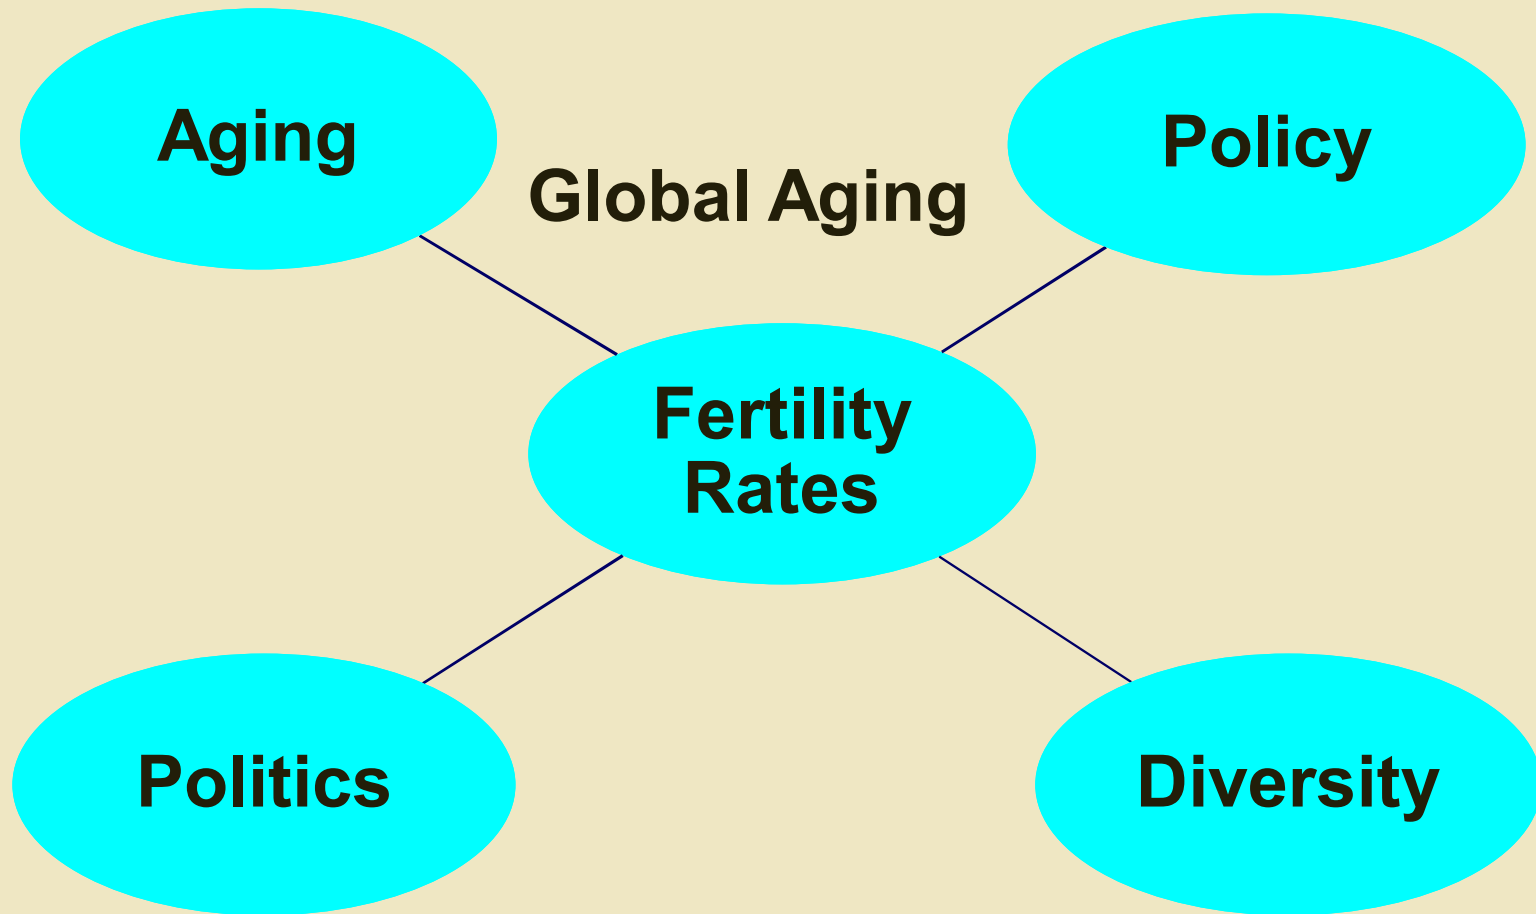 Aging
Policy
Global Aging
Fertility
Rates
Politics
Diversity